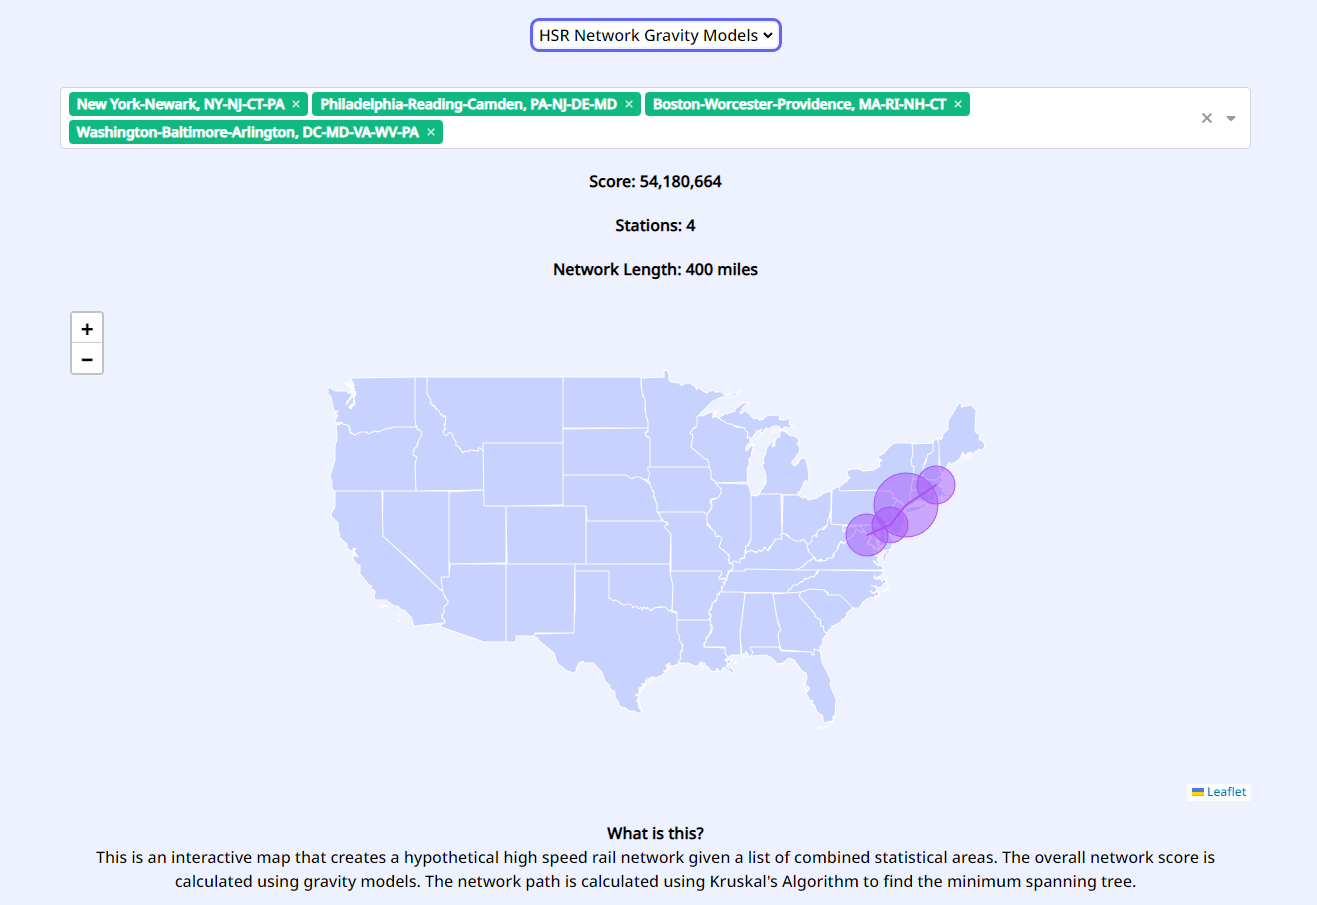 HSR Network Gravity Models
New York-Newark, NY-NJ-CT-PA × Philadelphia-Reading-Camden, PA-NJ-DE-MD × Boston-Worcester-Providence, MA-RI-NH-CT ×
Washington-Baltimore-Arlington, DC-MD-VA-WV-PA ×
Score: 54,180,664
Stations: 4
Network Length: 400 miles
+
−
Leaflet
What is this?
This is an interactive map that creates a hypothetical high speed rail network given a list of combined statistical areas. The overall network score is
calculated using gravity models. The network path is calculated using Kruskal's Algorithm to find the minimum spanning tree.